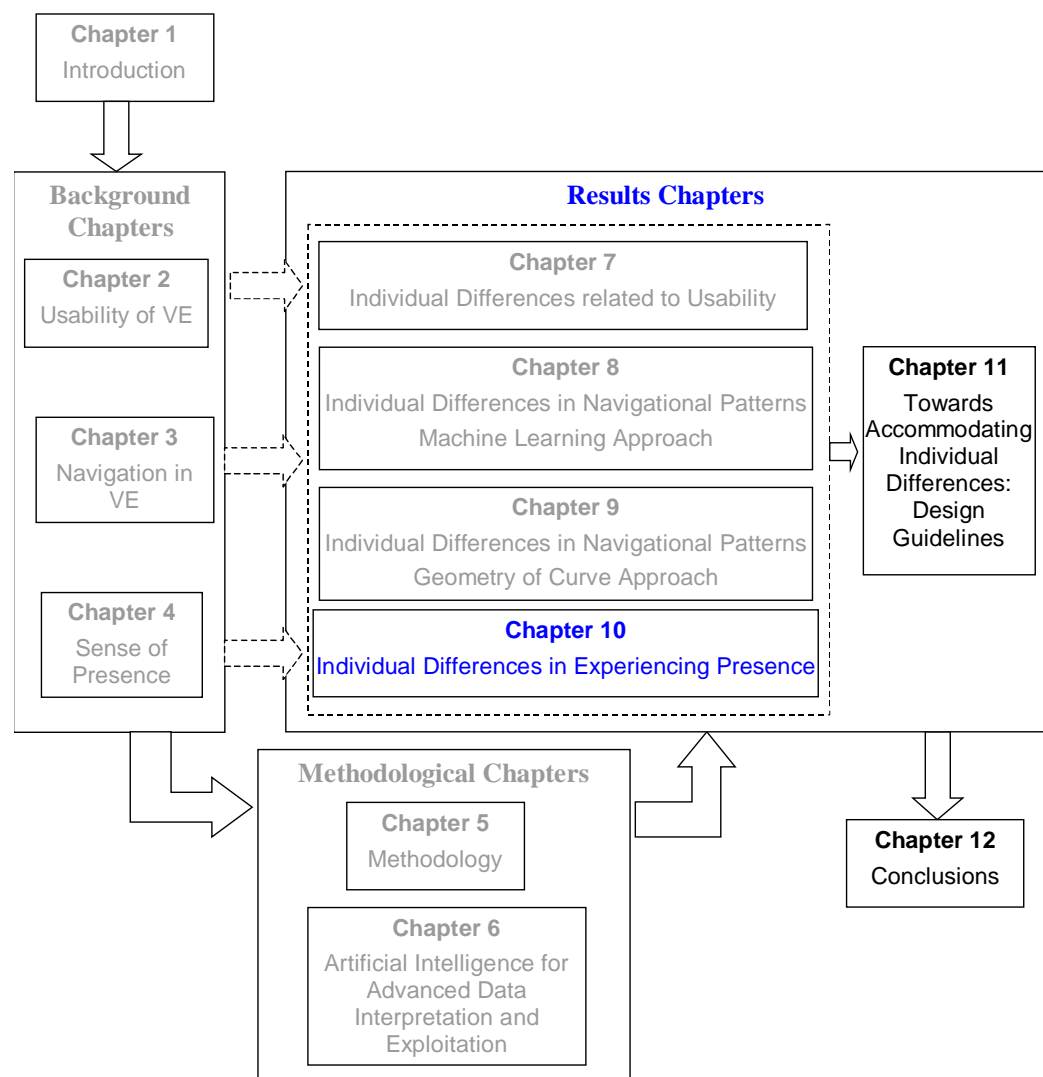 Chapter 1
Introduction
Background
Chapters
Chapter 2
Usability of VE
Chapter 3
Navigation in
VE
Chapter 4
Sense of
Presence
Results Chapters
Chapter 7
Individual Differences related to Usability
Chapter 8
Individual Differences in Navigational Patterns
Machine Learning Approach
Chapter 9
Individual Differences in Navigational Patterns
Geometry of Curve Approach
Chapter 10
Individual Differences in Experiencing Presence
Chapter 11
Towards
Accommodating
Individual
Differences:
Design
Guidelines
Methodological Chapters
Chapter 5
Methodology
Chapter 6
Artificial Intelligence for
Advanced Data
Interpretation and
Exploitation
Chapter 12
Conclusions